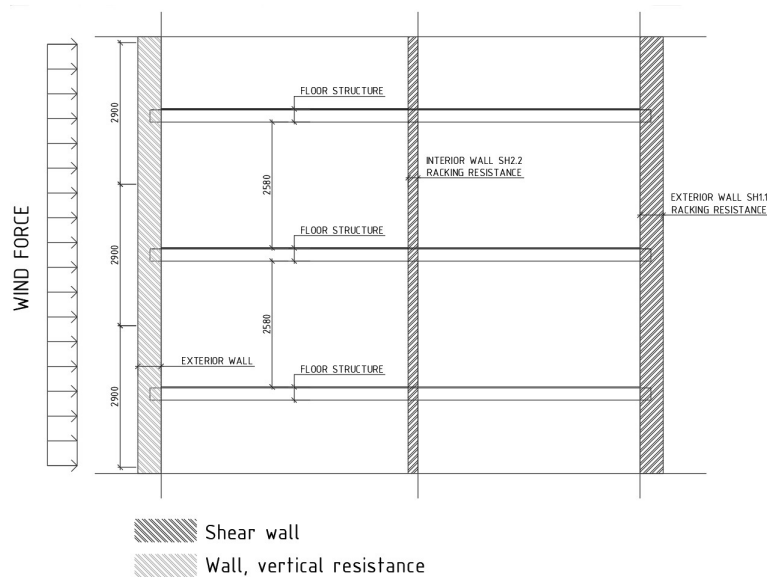 FLOOR STRUCTURE
2900
INTERIOR WALL SH2.2
RACKING RESISTANCE
2580
EXTERIOR WALL SH1.1
RACKING RESISTANCE
WIND FORCE
FLOOR STRUCTURE
2900
2580
EXTERIOR WALL
FLOOR STRUCTURE
2900
Shear wall
Wall, vertical resistance